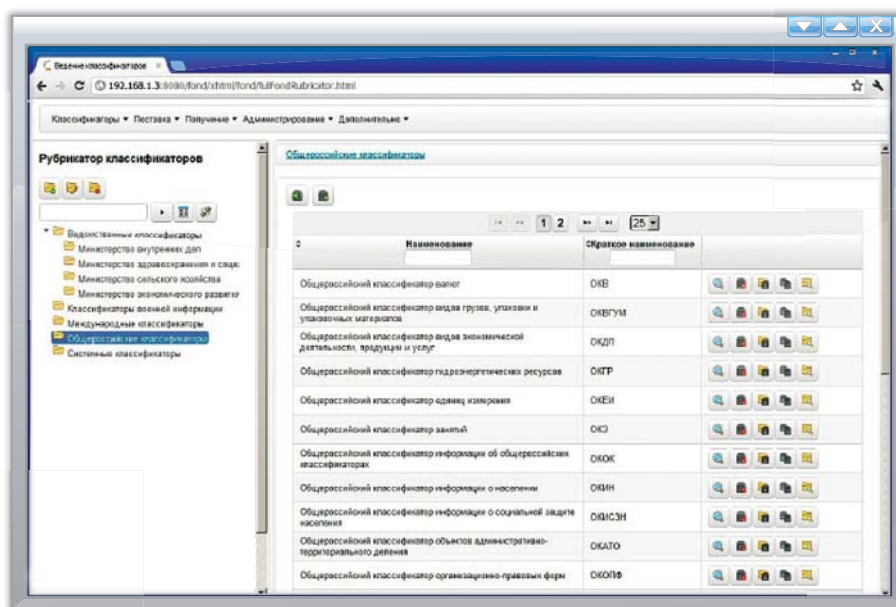 Ведение классификаторов
192.168.1.3:8080/fond/xhtml/fond/fullFondRubricator.html
Классификаторы Поставка Получение Администрирование Дополнительно
Рубрикатор классификаторов
Ведомственные классификаторы
Министерство внутренних дел
Министерство здравоохранения и соци
Министерство сельского хозяйства
Министерство экономического развития
Классификаторы военной информации
Международные классификаторы
Общероссийские классификаторы
Системные классификаторы
Общероссийские классификаторы
1 2 25
Наименование Краткое наименование
Общероссийский классификатор валют ОКВ
Общероссийский классификатор видов грузов, упаковки и
упаковочных материалов ОКВГУМ
Общероссийский классификатор видов экономической
деятельности, продукции и услуг ОКДП
Общероссийский классификатор гидроэнергетических ресурсов ОКГР
Общероссийский классификатор единиц измерения ОКЕИ
Общероссийский классификатор занятий ОКЗ
Общероссийский классификатор информации об общероссийских
классификаторах ОКОК
Общероссийский классификатор информации о населении ОКИН
Общероссийский классификатор информации о социальной защите
населения ОКИСЗН
Общероссийский классификатор объектов административно-
территориального деления ОКАТО
Общероссийский классификатор организационно-правовых форм ОКОПФ